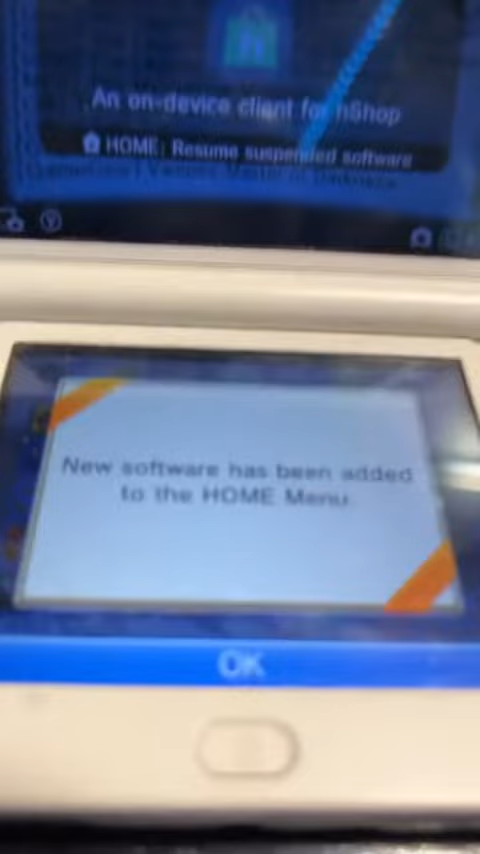 An on-device client for hShop
HOME: Resume suspended software
New software has been added
to the HOME Menu.
OK